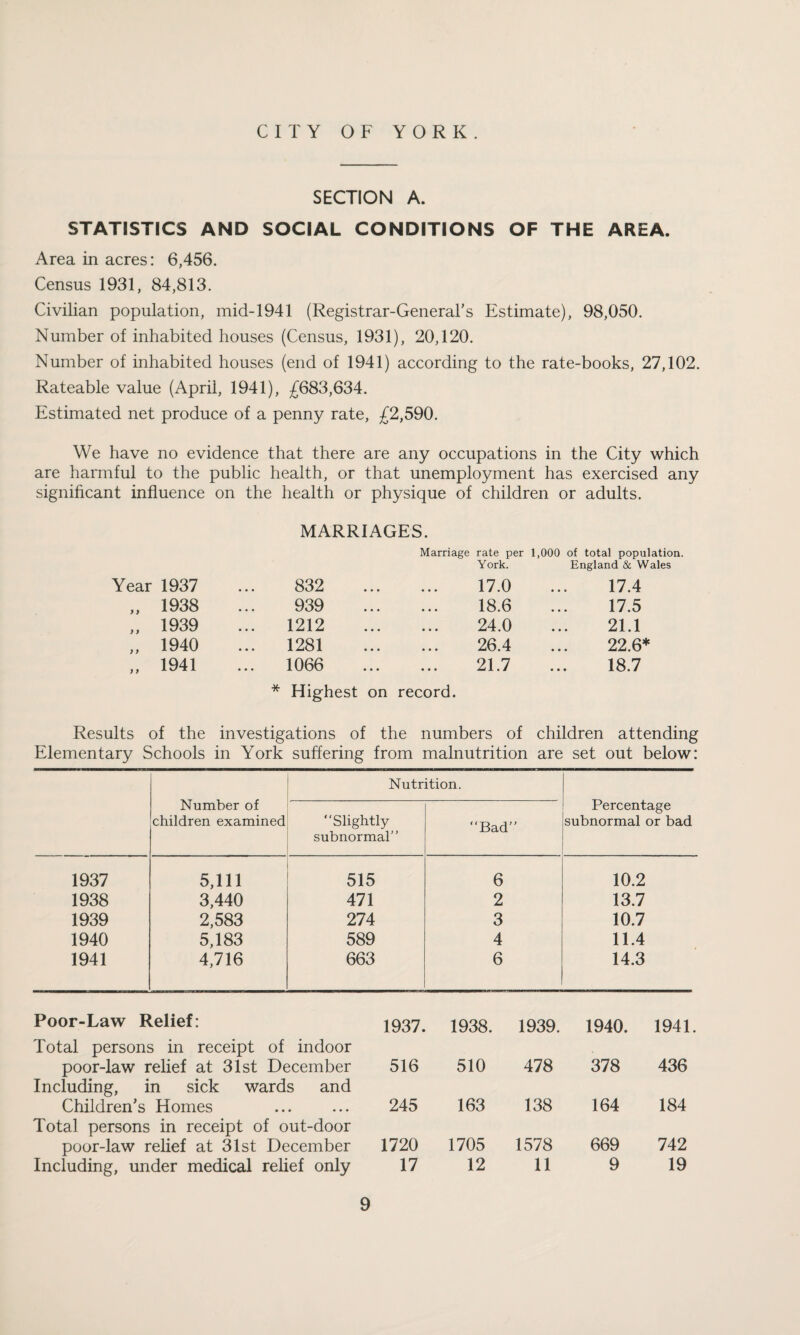 CITY OF YORK.
SECTION A.
STATISTICS AND SOCIAL CONDITIONS OF THE AREA.
Area in acres: 6,456.
Census 1931, 84,813.
Civilian population, mid-1941 (Registrar-General's Estimate), 98,050.
Number of inhabited houses (Census, 1931), 20,120.
Number of inhabited houses (end of 1941) according to the rate-books, 27,102.
Rateable value (April, 1941), £683,634.
Estimated net produce of a penny rate, £2,590.
We have no evidence that there are any occupations in the City which
are harmful to the public health, or that unemployment has exercised any
significant influence on the health or physique of children or adults.
MARRIAGES.
Marriage rate per 1,000 of total population.
York. England & Wales
Year 1937 ... 832 ... ... 17.0 ... 17.4
,, 1938 ... 939 ... ... 18.6 ... 17.5
,, 1939 ... 1212 ... ... 24.0 ... 21.1
,, 1940 ... 1281 ... ... 26.4 ... 22.6*
,, 1941 ... 1066 ... ... 21.7 ... 18.7
* Highest on record.
Results of the investigations of the numbers of children attending
Elementary Schools in York suffering from malnutrition are set out below:
Nutrition.
Number of children examined "Slightly subnormal" "Bad" Percentage subnormal or bad
1937 5,111 515 6 10.2
1938 3,440 471 2 13.7
1939 2,583 274 3 10.7
1940 5,183 589 4 11.4
1941 4,716 663 6 14.3
Poor-Law Relief: 1937. 1938. 1939. 1940. 1941.
Total persons in receipt of indoor
poor-law relief at 31st December 516 510 478 378 436
Including, in sick wards and
Children's Homes ... ... 245 163 138 164 184
Total persons in receipt of out-door
poor-law relief at 31st December 1720 1705 1578 669 742
Including, under medical relief only 17 12 11 9 19
9